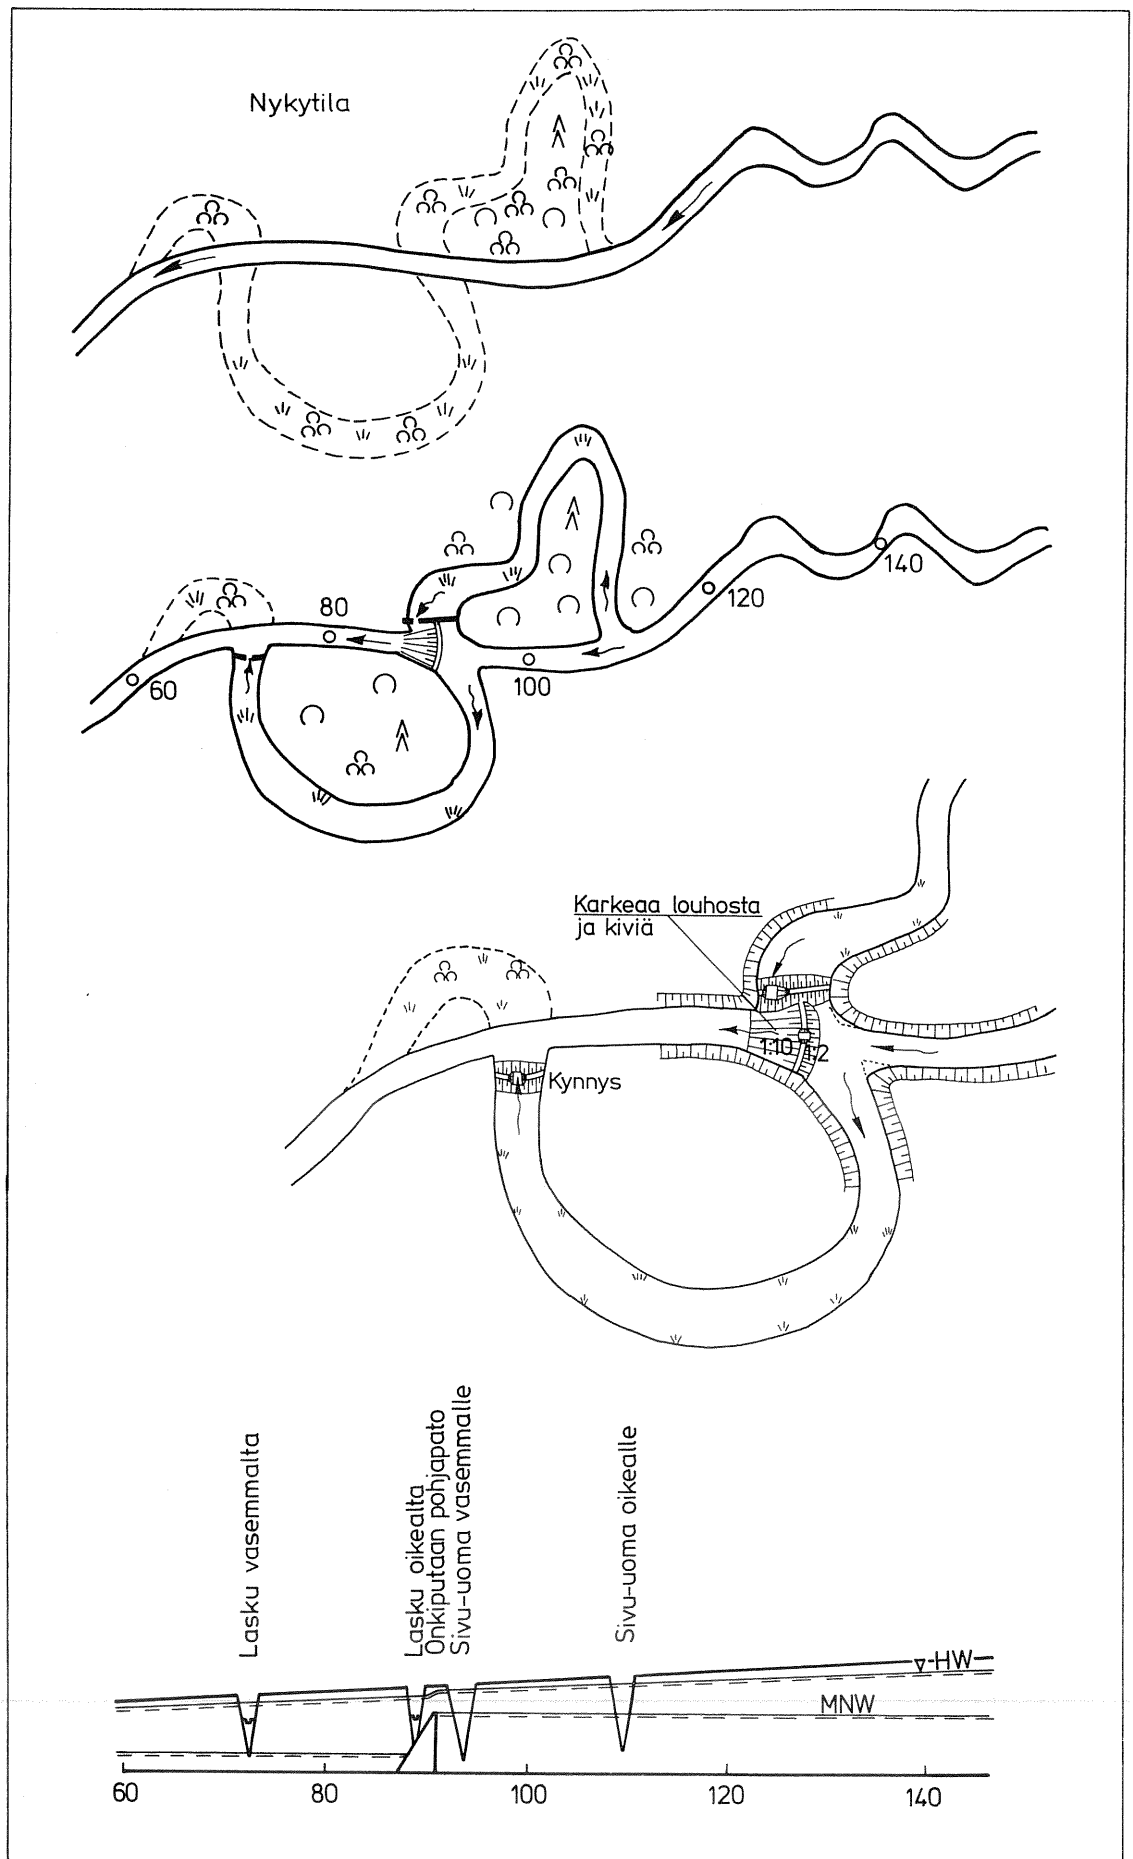 Nykytila
140
120
80
100
60
Karkeaa louhosta
ja kiviä
1:10
1:2
Kynnys
Lasku vasemmalta
Lasku oikealta
Onkiputaan pohjapato
Sivu-uoma vasemmalle
Sivu-uoma oikealle
HW
MNW
60 80 100 120 140